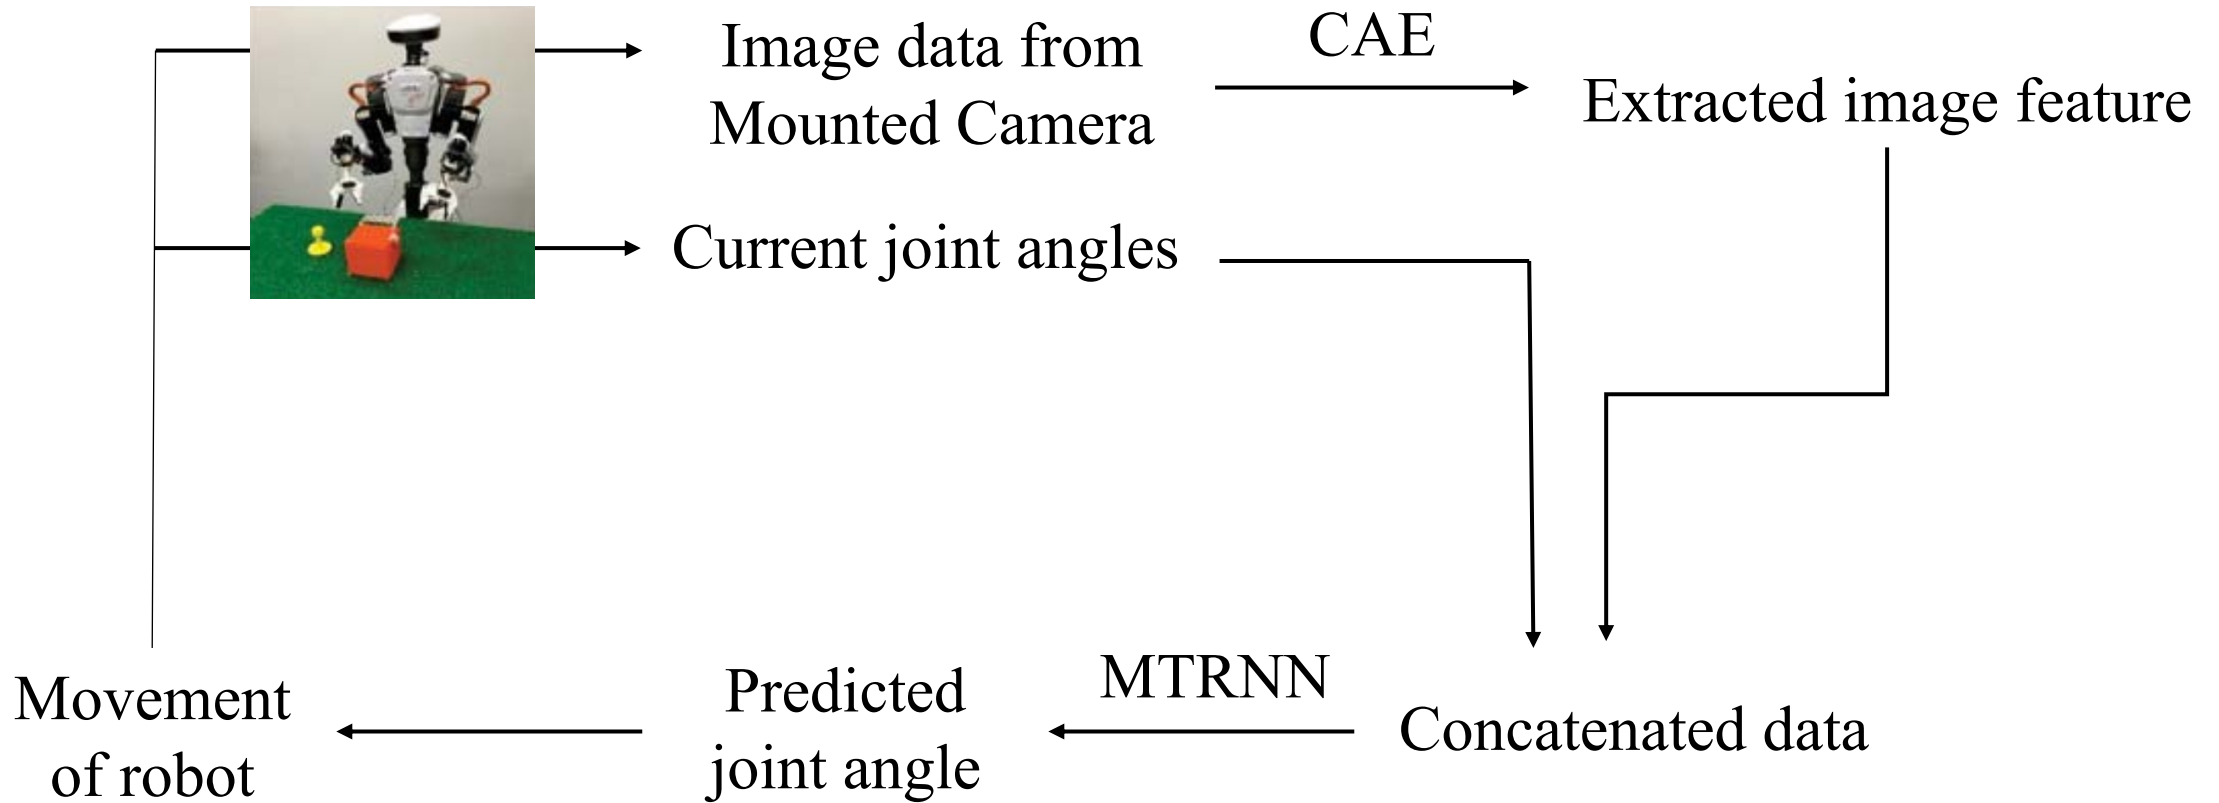 Image data from
Mounted Camera
CAE
Extracted image feature
Current joint angles
Movement
of robot
Predicted
joint angle
MTRNN
Concatenated data